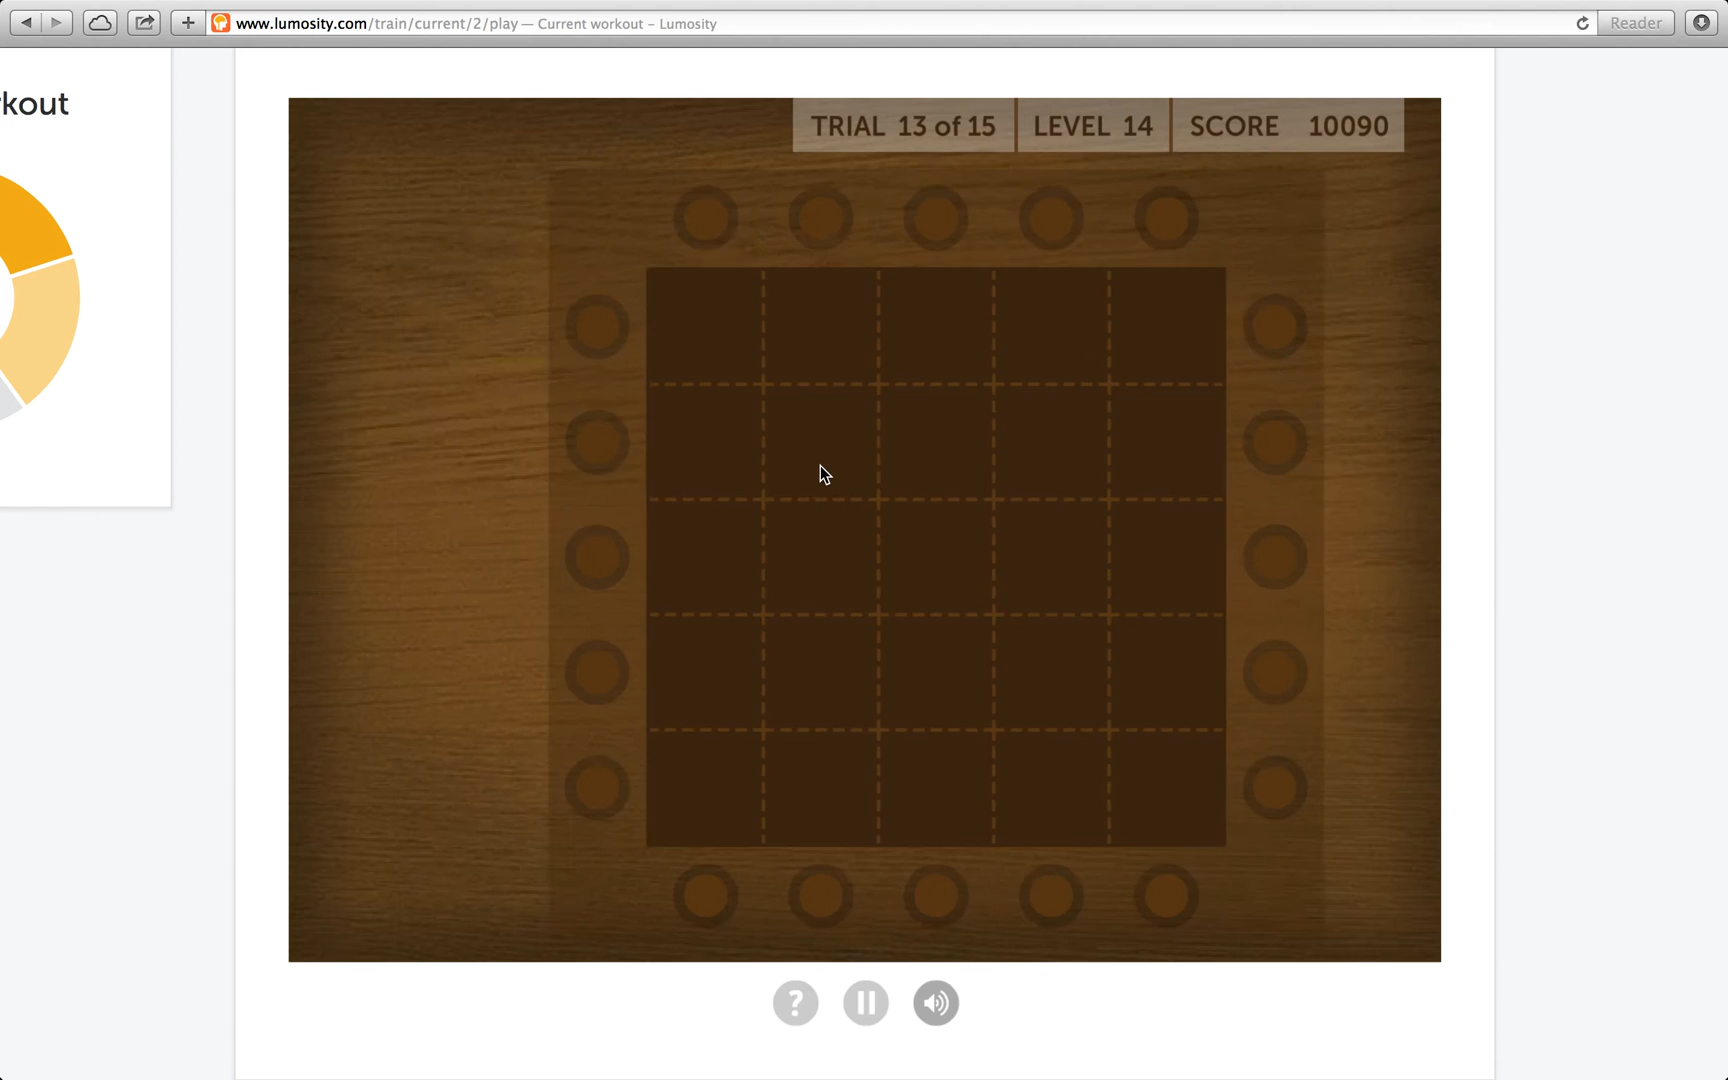 www.lumosity.com/train/current/2/play — Current workout – Lumosity
Reader
rkout
TRIAL 13 of 15
LEVEL 14
SCORE 10090
?